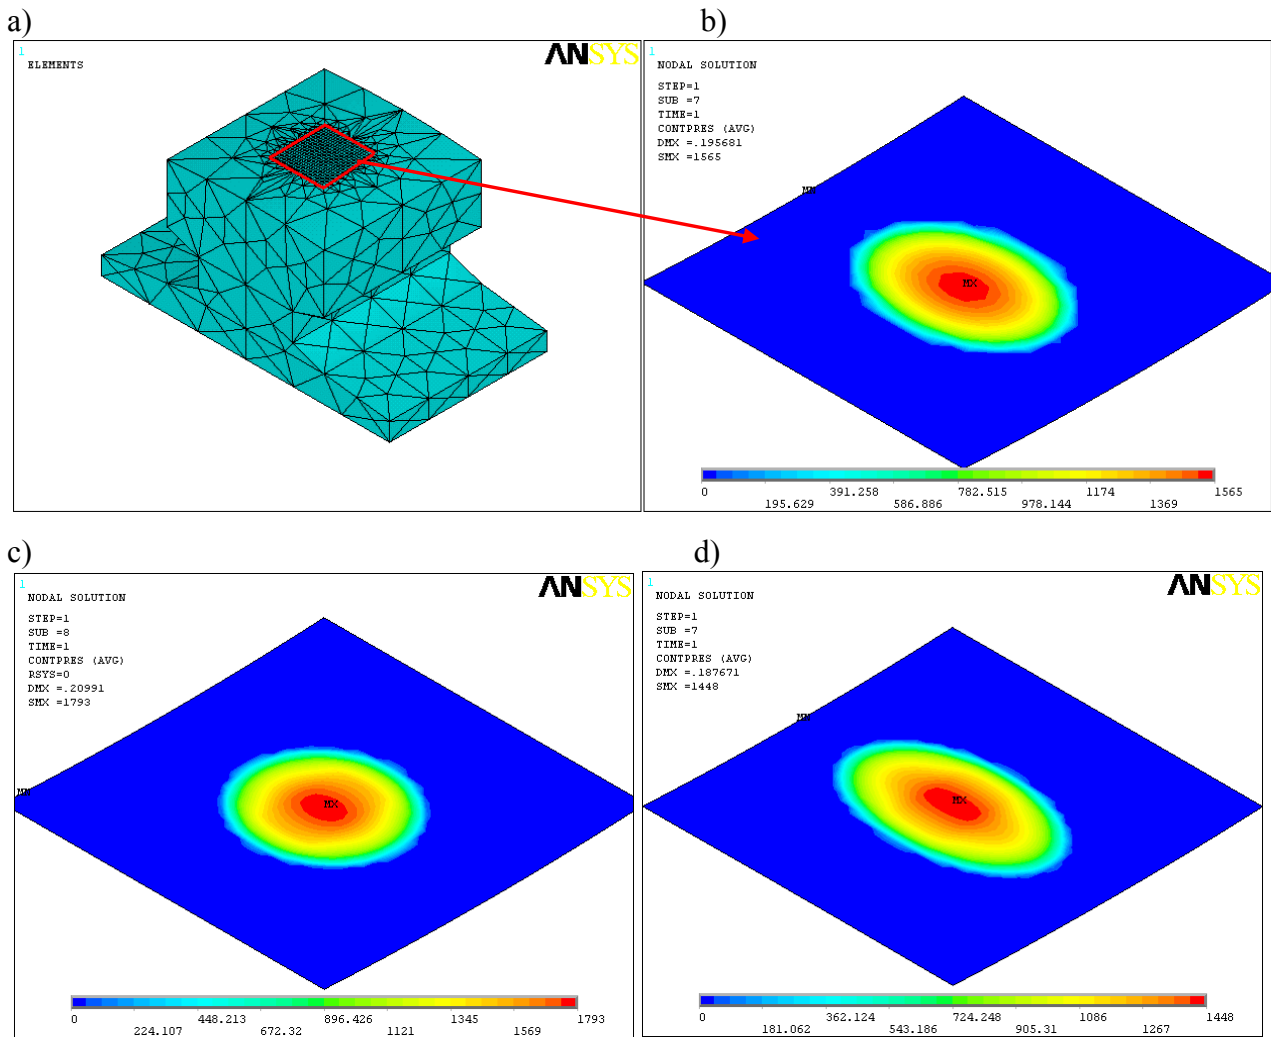 a)
b)
1
ANSYS
ELEMENTS
1
NODAL SOLUTION
STEP=1
SUB =7
TIME=1
CONTPRES (AVG)
DMX =.195681
SMX =1565
MX
0
195.629
391.258
586.886
782.515
978.144
1174
1369
1565
c)
d)
1
ANSYS
NODAL SOLUTION
STEP=1
SUB =8
TIME=1
CONTPRES (AVG)
RSYS=0
DMX =.20991
SMX =1793
MX
0
224.107
448.213
672.32
896.426
1121
1345
1569
1793
1
ANSYS
NODAL SOLUTION
STEP=1
SUB =7
TIME=1
CONTPRES (AVG)
DMX =.187671
SMX =1448
MX
0
181.062
362.124
543.186
724.248
905.31
1086
1267
1448